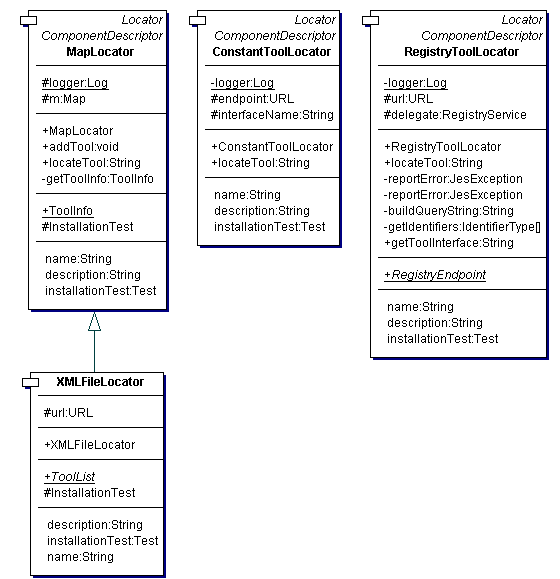 Locator
ComponentDescriptor
MapLocator
#logger:Log
#m:Map
+MapLocator
+addTool:void
+locateTool:String
-getToolInfo:ToolInfo
+ToolInfo
#InstallationTest
name:String
description:String
installationTest:Test
Locator
ComponentDescriptor
ConstantToolLocator
-logger:Log
#endpoint:URL
#interfaceName:String
+ConstantToolLocator
+locateTool:String
name:String
description:String
installationTest:Test
Locator
ComponentDescriptor
RegistryToolLocator
-logger:Log
#url:URL
#delegate:RegistryService
+RegistryToolLocator
+locateTool:String
-reportError:JesException
-reportError:JesException
-buildQueryString:String
-getIdentifiers:IdentifierType[]
+getToolInterface:String
+RegistryEndpoint
name:String
description:String
installationTest:Test
XMLFileLocator
#url:URL
+XMLFileLocator
+ToolList
#InstallationTest
description:String
installationTest:Test
name:String